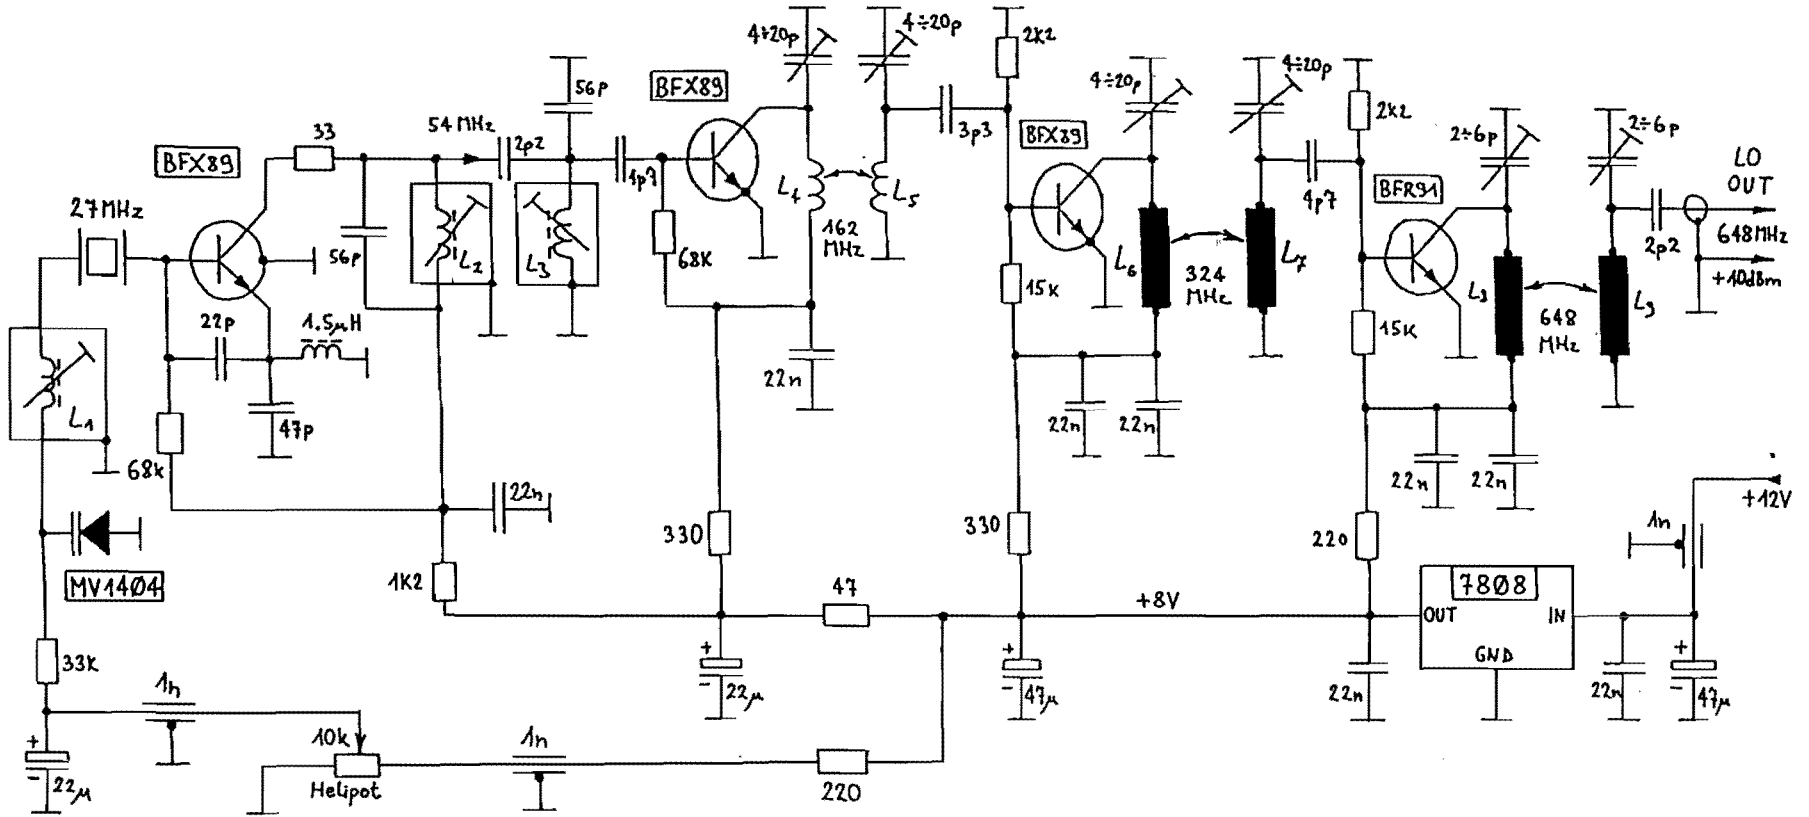 4÷20p
4÷20p
2k2
56p
BFX89
4÷20p
4÷20p
2k2
33
54MHz
2p2
3p3
BFX89
2÷6p
2÷6p
BFX89
4p7
L4
L5
4p7
BFR91
LO
OUT
27MHz
162
MHz
648MHz
2p2
+10dBm
56p
L2
L3
68k
L6
L7
15k
324
MHz
L8
L9
22p
1.5µH
15k
648
MHz
22n
L1
47p
22n
22n
68k
22n
22n
22n
+12V
330
330
220
1n
MV1404
1k2
47
+8V
7808
OUT
IN
GND
33k
22µ
47µ
22n
22n
47µ
1n
10k
1n
22µ
Helipot
220